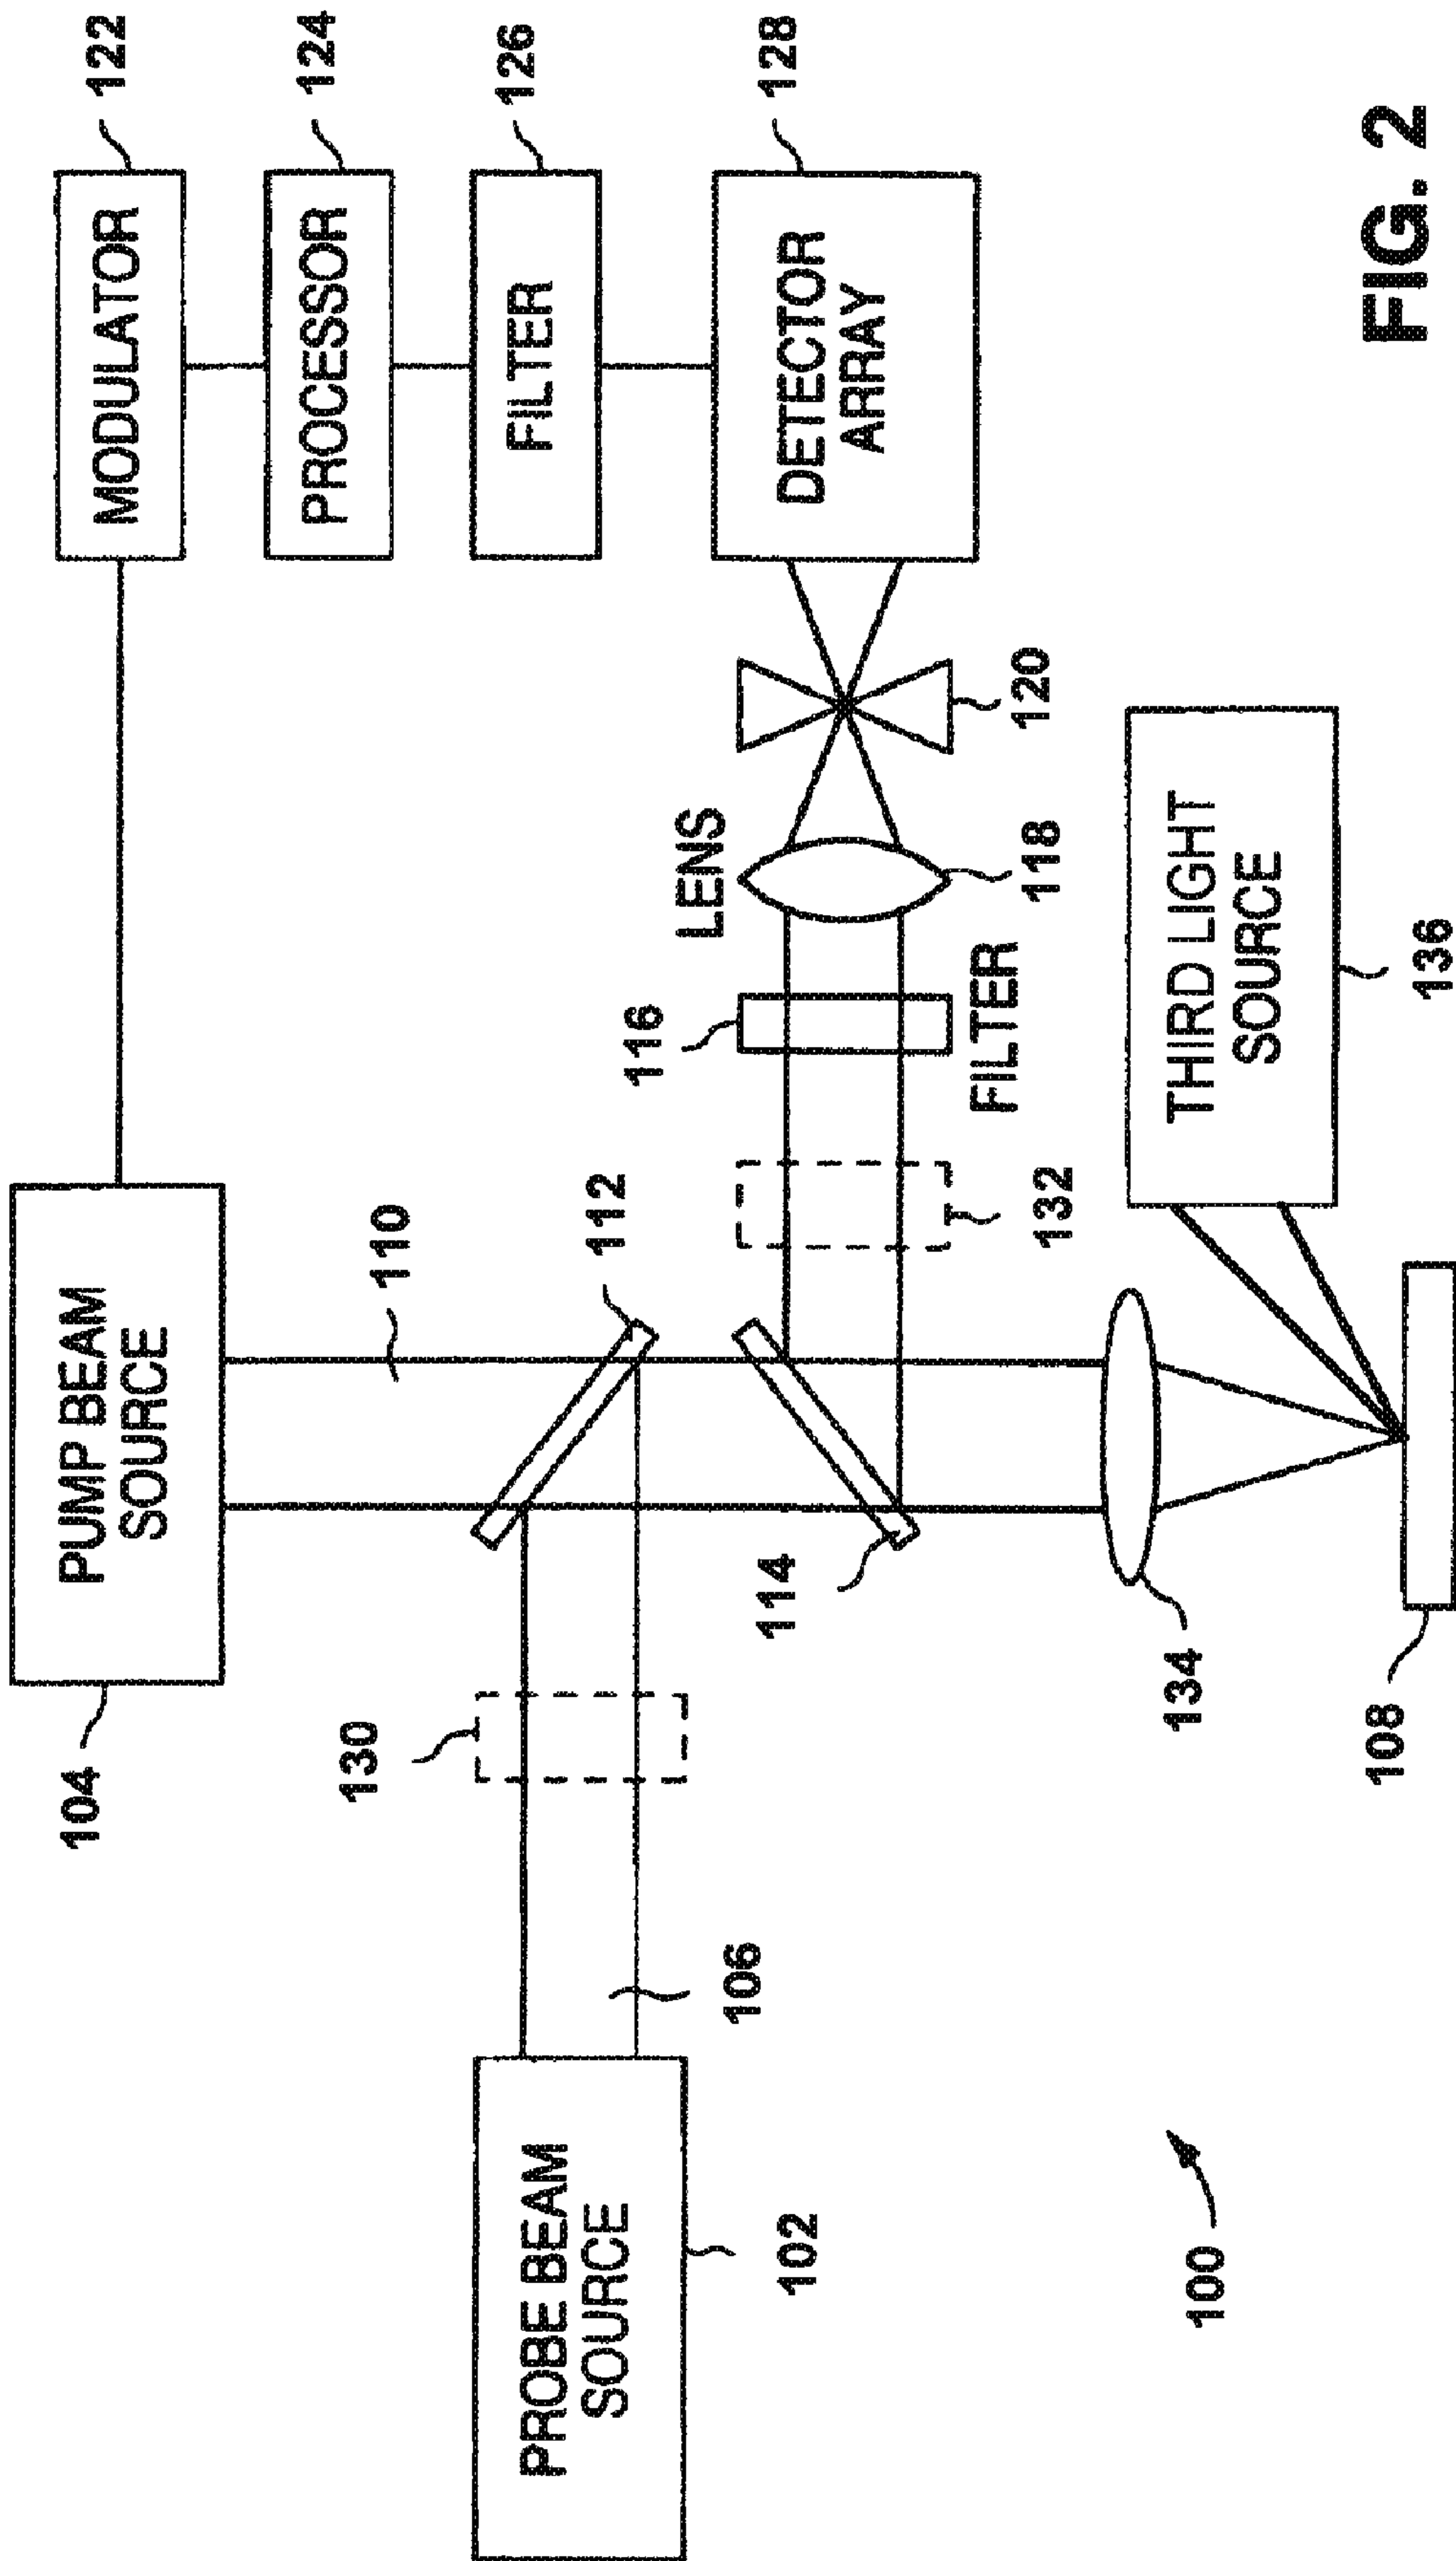 PUMP BEAM
SOURCE
104
MODULATOR
122
110
PROCESSOR
124
130
112
FILTER
126
PROBE BEAM
SOURCE
106
102
114
116
LENS
DETECTOR
ARRAY
128
FILTER
132
118
120
134
THIRD LIGHT
SOURCE
136
100
108
FIG. 2